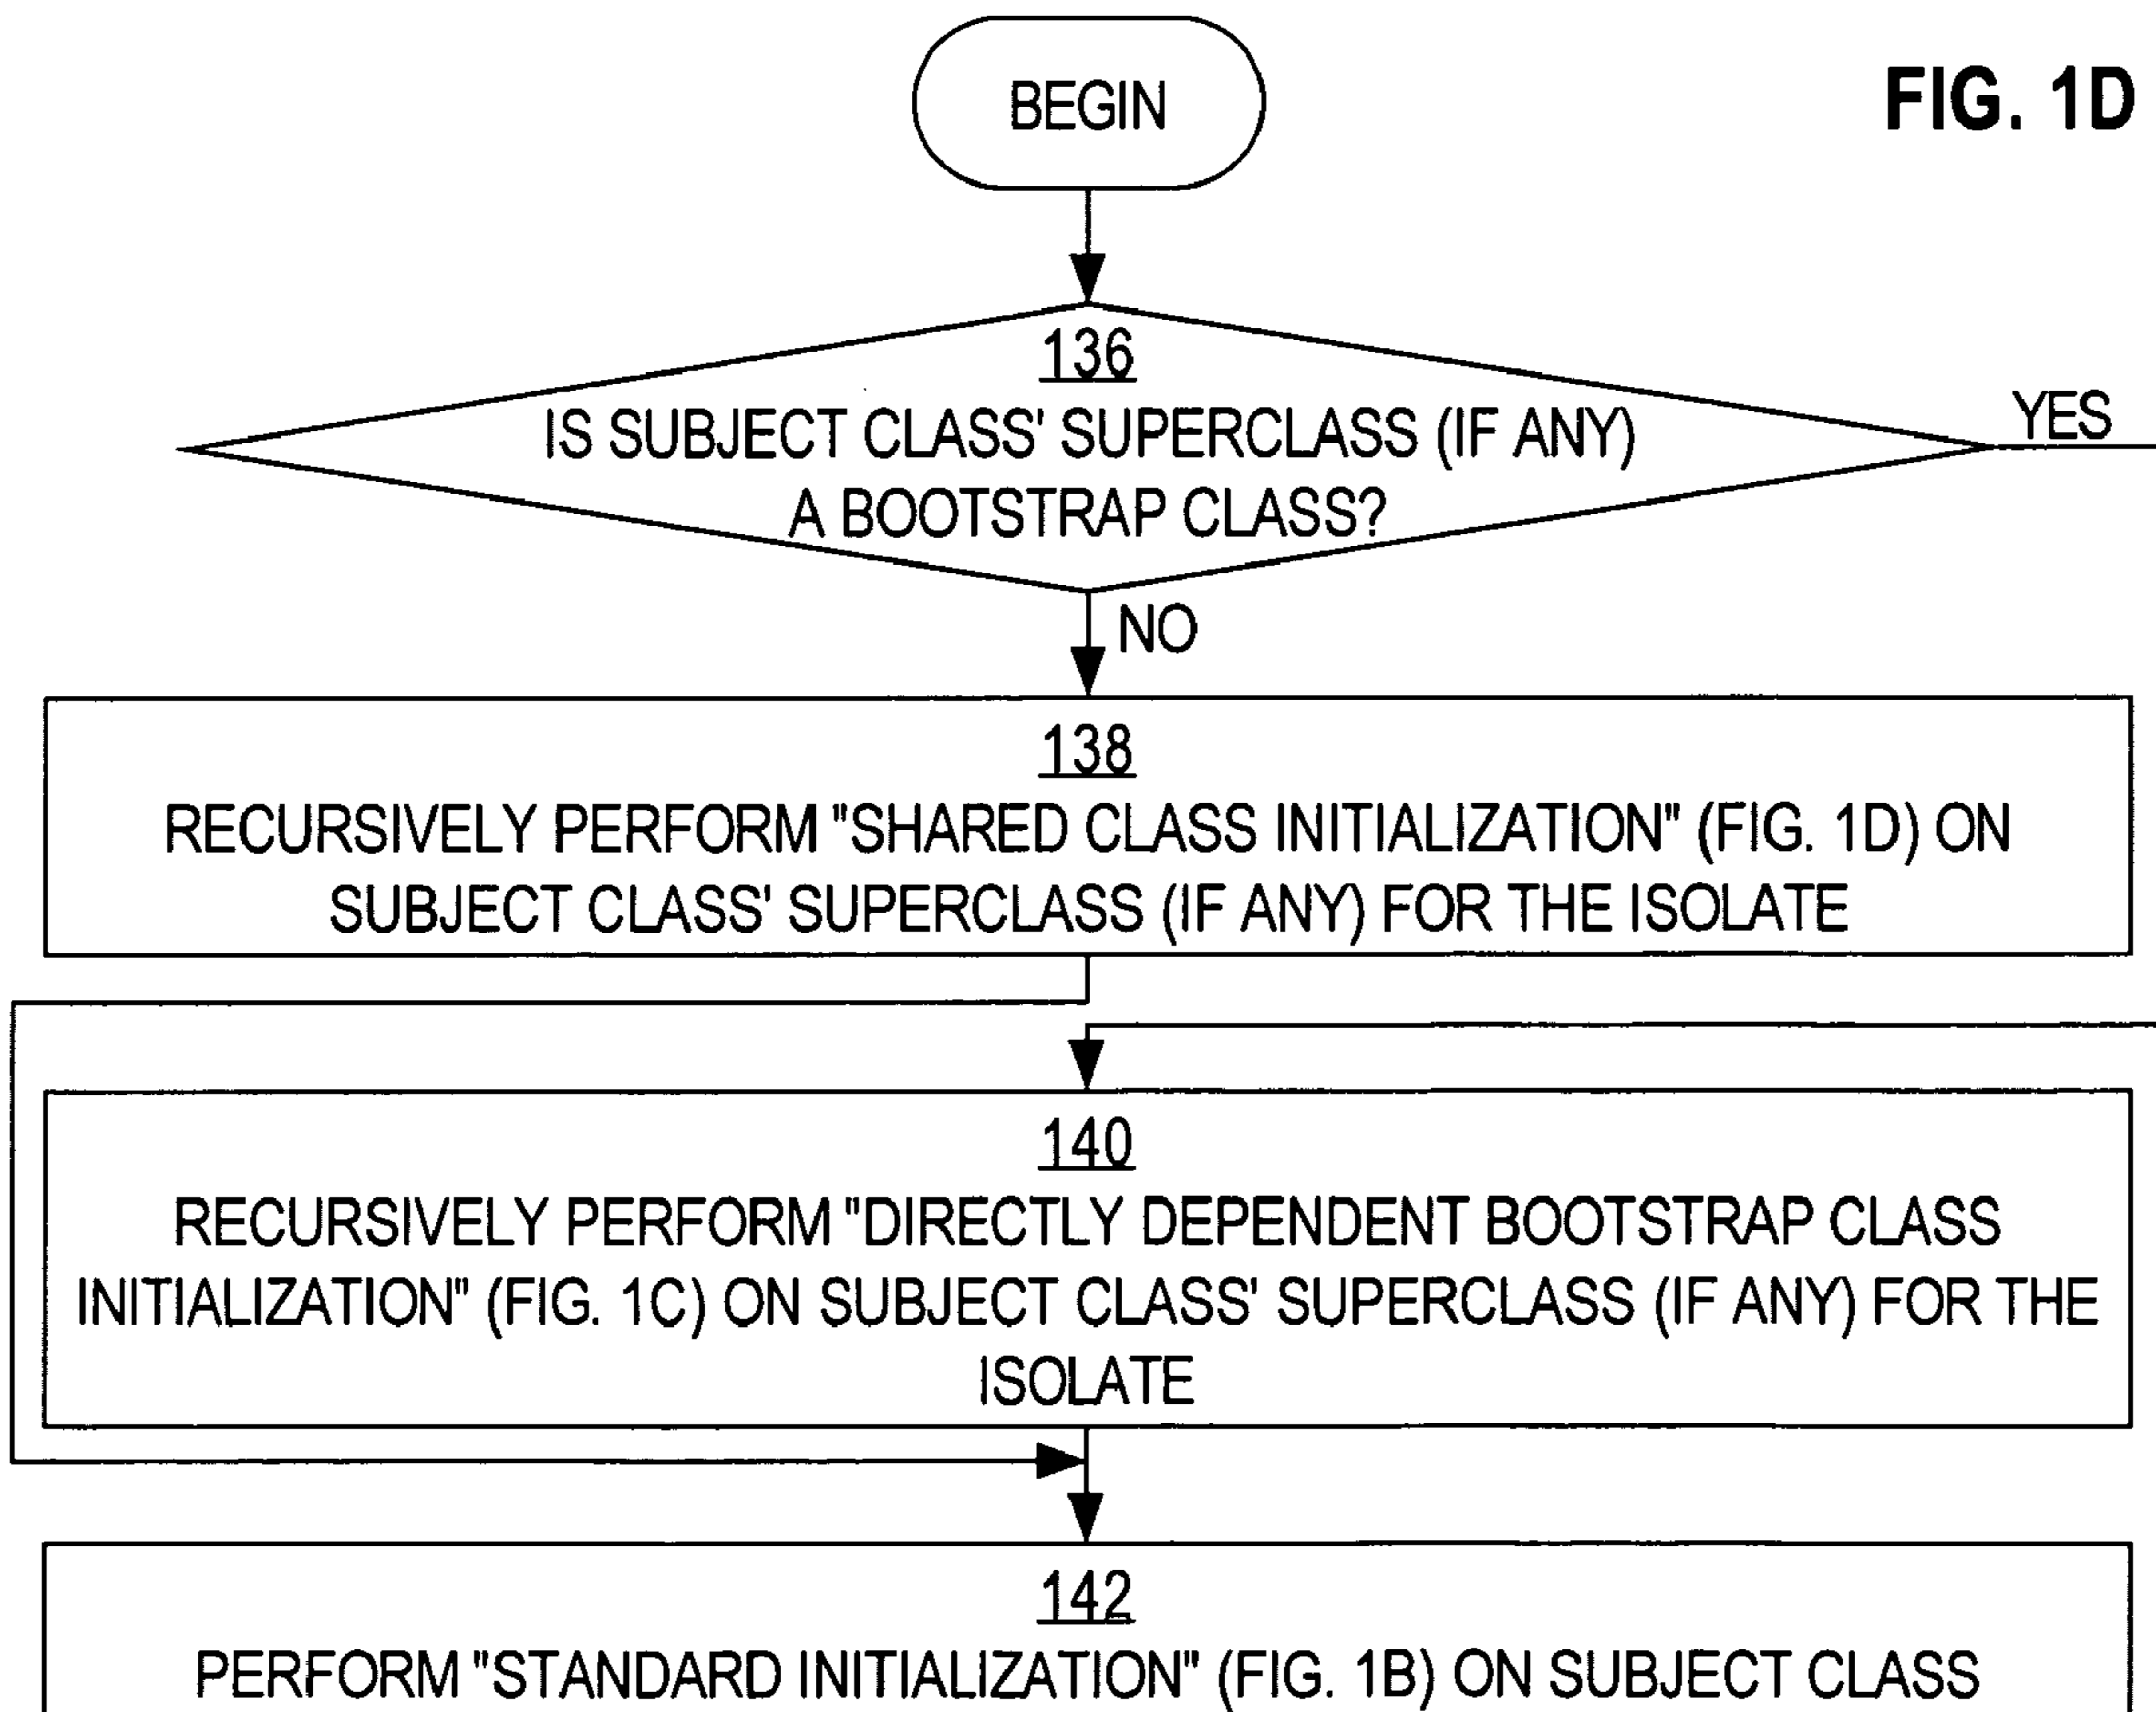 BEGIN
FIG. 1D
136
IS SUBJECT CLASS' SUPERCLASS (IF ANY)
A BOOTSTRAP CLASS?
YES
NO
138
RECURSIVELY PERFORM "SHARED CLASS INITIALIZATION" (FIG. 1D) ON
SUBJECT CLASS' SUPERCLASS (IF ANY) FOR THE ISOLATE
140
RECURSIVELY PERFORM "DIRECTLY DEPENDENT BOOTSTRAP CLASS
INITIALIZATION" (FIG. 1C) ON SUBJECT CLASS' SUPERCLASS (IF ANY) FOR THE
ISOLATE
142
PERFORM "STANDARD INITIALIZATION" (FIG. 1B) ON SUBJECT CLASS